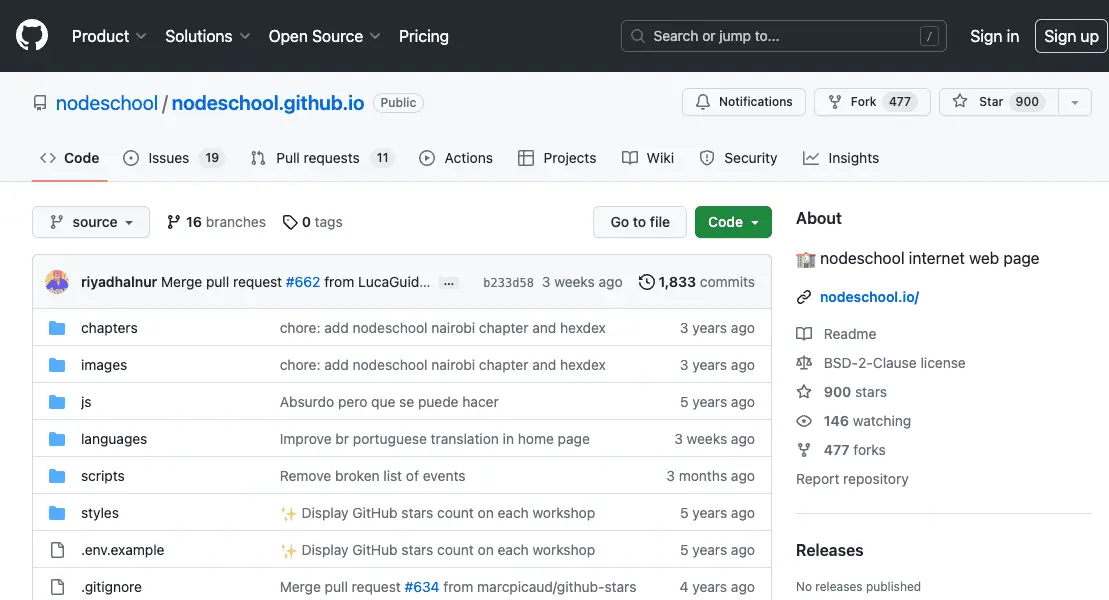 Product Solutions Open Source Pricing Search or jump to... / Sign in Sign up
nodeschool / nodeschool.github.io Public Notifications Fork 477 Star 900
Code Issues 19 Pull requests 11 Actions Projects Wiki Security Insights
source 16 branches 0 tags Go to file Code
riyadhalnur Merge pull request #662 from LucaGuid... ... b233d58 3 weeks ago 1,833 commits
chapters chore: add nodeschool nairobi chapter and hexdex 3 years ago
images chore: add nodeschool nairobi chapter and hexdex 3 years ago
js Absurdo pero que se puede hacer 5 years ago
languages Improve br portuguese translation in home page 3 weeks ago
scripts Remove broken list of events 3 months ago
styles ✨ Display GitHub stars count on each workshop 5 years ago
.env.example ✨ Display GitHub stars count on each workshop 5 years ago
.gitignore Merge pull request #634 from marcpicaud/github-stars 4 years ago
About
🏫 nodeschool internet web page
nodeschool.io/
Readme
BSD-2-Clause license
900 stars
146 watching
477 forks
Report repository
Releases
No releases published